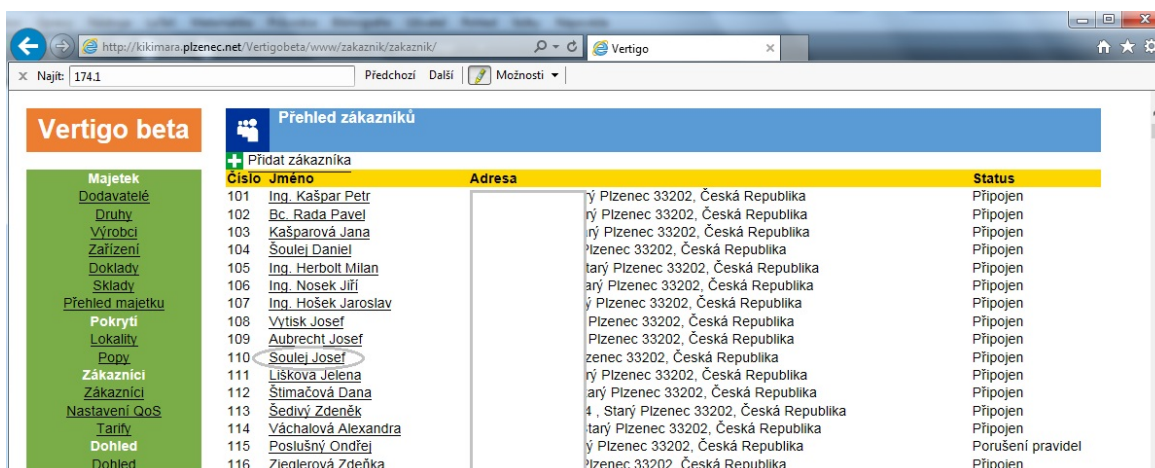 http://kikimara.plzenec.net/Vertigobeta/www/zakaznik/zakaznik/ Vertigo
Najít: 174.1 Předchozí Další Možnosti
Vertigo beta
Přehled zákazníků
Přidat zákazníka
Číslo Jméno Adresa Status
Majetek
Dodavatelé
Druhy
Výrobci
Zařízení
Doklady
Sklady
Přehled majetku
Pokrytí
Lokality
Popy
Zákazníci
Zákazníci
Nastavení QoS
Tarify
Dohled
Dohled
101 Ing. Kašpar Petr rý Plzenec 33202, Česká Republika Připojen
102 Bc. Rada Pavel rý Plzenec 33202, Česká Republika Připojen
103 Kašparová Jana rý Plzenec 33202, Česká Republika Připojen
104 Šoulej Daniel Plzenec 33202, Česká Republika Připojen
105 Ing. Herbolt Milan tarý Plzenec 33202, Česká Republika Připojen
106 Ing. Nosek Jiří arý Plzenec 33202, Česká Republika Připojen
107 Ing. Hošek Jaroslav ý Plzenec 33202, Česká Republika Připojen
108 Vytisk Josef Plzenec 33202, Česká Republika Připojen
109 Aubrecht Josef Plzenec 33202, Česká Republika Připojen
110 Soulej Josef zenec 33202, Česká Republika Připojen
111 Liškova Jelena rý Plzenec 33202, Česká Republika Připojen
112 Štimačová Dana arý Plzenec 33202, Česká Republika Připojen
113 Šedivý Zdeněk 4 , Starý Plzenec 33202, Česká Republika Připojen
114 Váchalová Alexandra tarý Plzenec 33202, Česká Republika Připojen
115 Poslušný Ondřej ý Plzenec 33202, Česká Republika Porušení pravidel
116 Zieglerová Zdeňka Plzenec 33202, Česká Republika Připojen